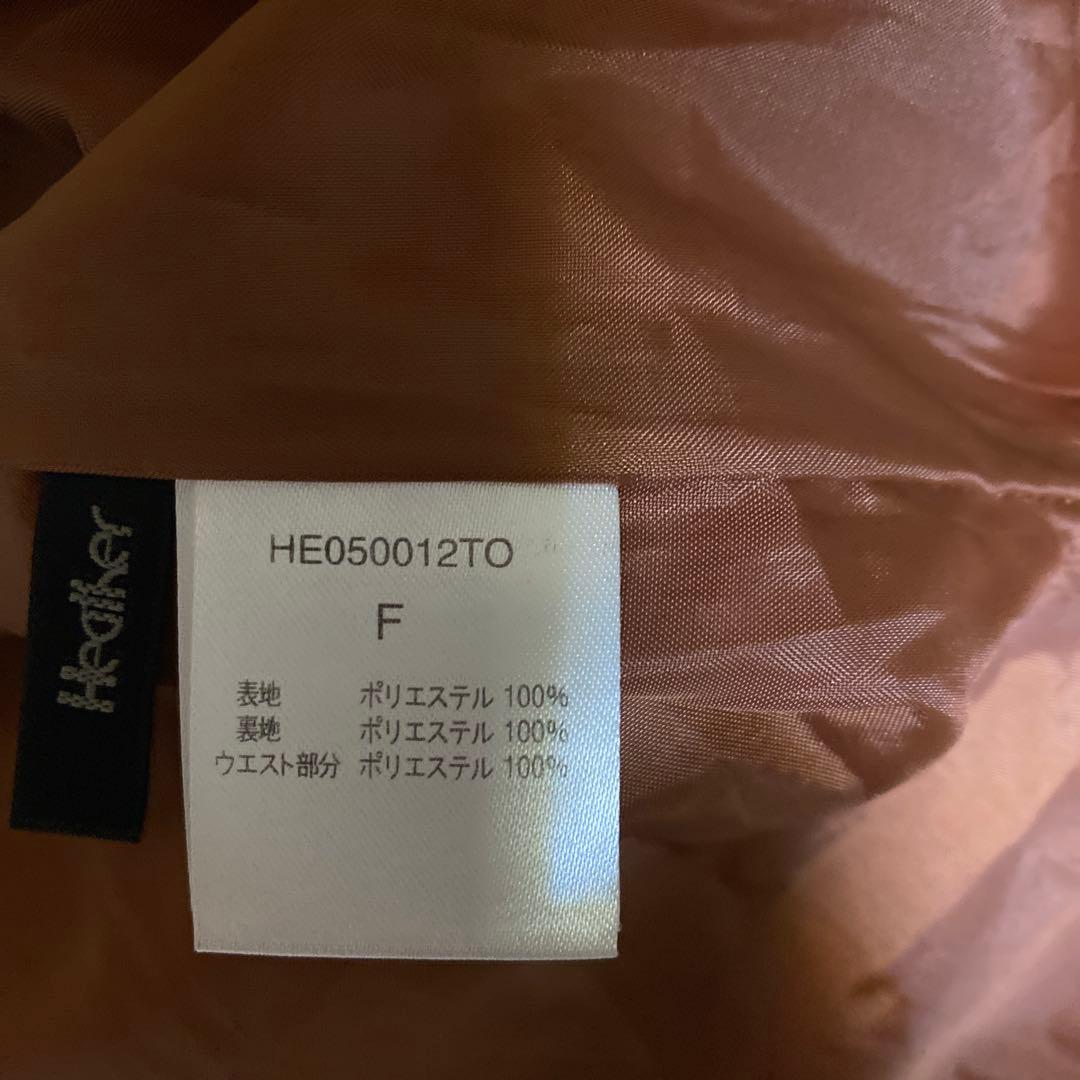 Heather
HE050012TO
F
表地 ポリエステル 100%
裏地 ポリエステル 100%
ウエスト部分 ポリエステル 100%